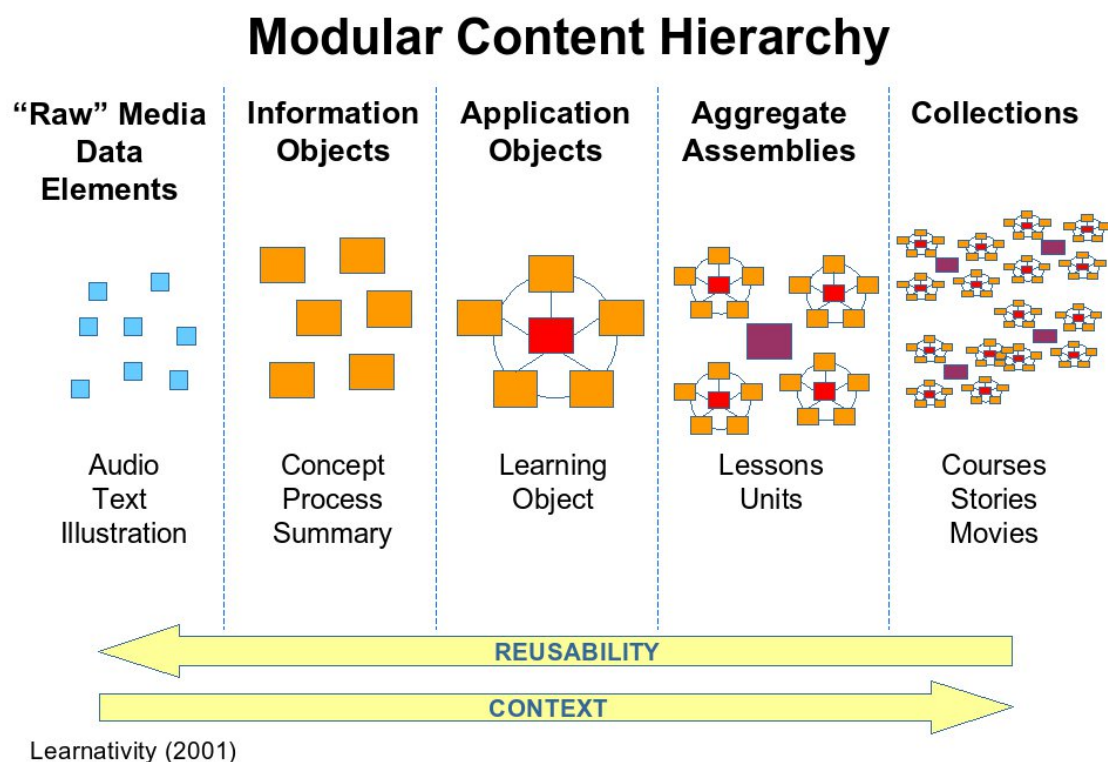 Modular Content Hierarchy
“Raw” Media
Data
Elements
Information
Objects
Application
Objects
Aggregate
Assemblies
Collections
Audio
Text
Illustration
Concept
Process
Summary
Learning
Object
Lessons
Units
Courses
Stories
Movies
REUSABILITY
CONTEXT
Learnativity (2001)